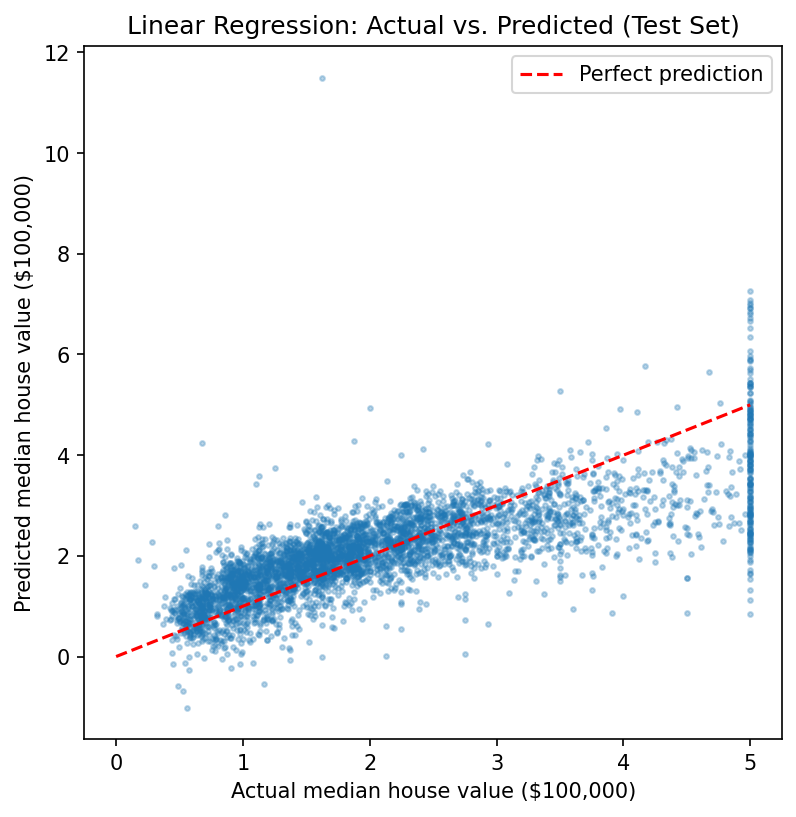 Linear Regression: Actual vs. Predicted (Test Set)
Perfect prediction
12
10
8
6
4
2
0
Predicted median house value ($100,000)
0 1 2 3 4 5
Actual median house value ($100,000)